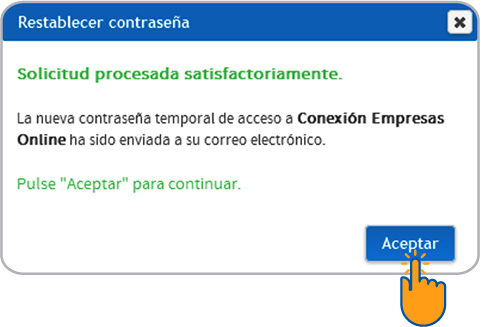 Restablecer contraseña
Solicitud procesada satisfactoriamente.
La nueva contraseña temporal de acceso a Conexión Empresas
Online ha sido enviada a su correo electrónico.
Pulse "Aceptar" para continuar.
Aceptar